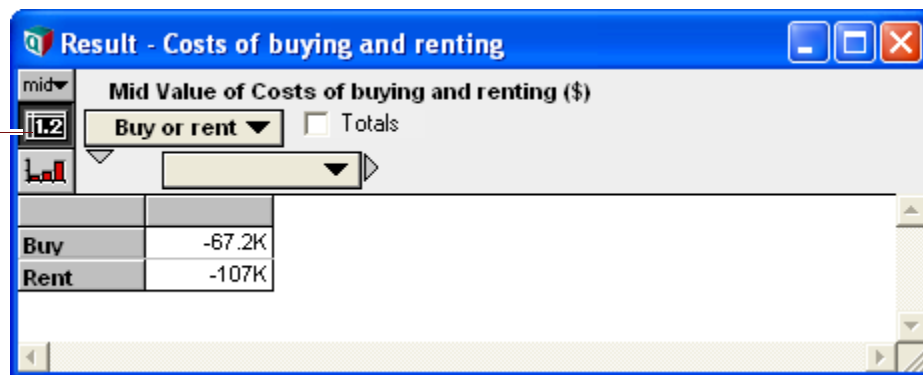 Result - Costs of buying and renting
mid
Mid Value of Costs of buying and renting ($)
1.2
Buy or rent
Totals
Buy -67.2K
Rent -107K